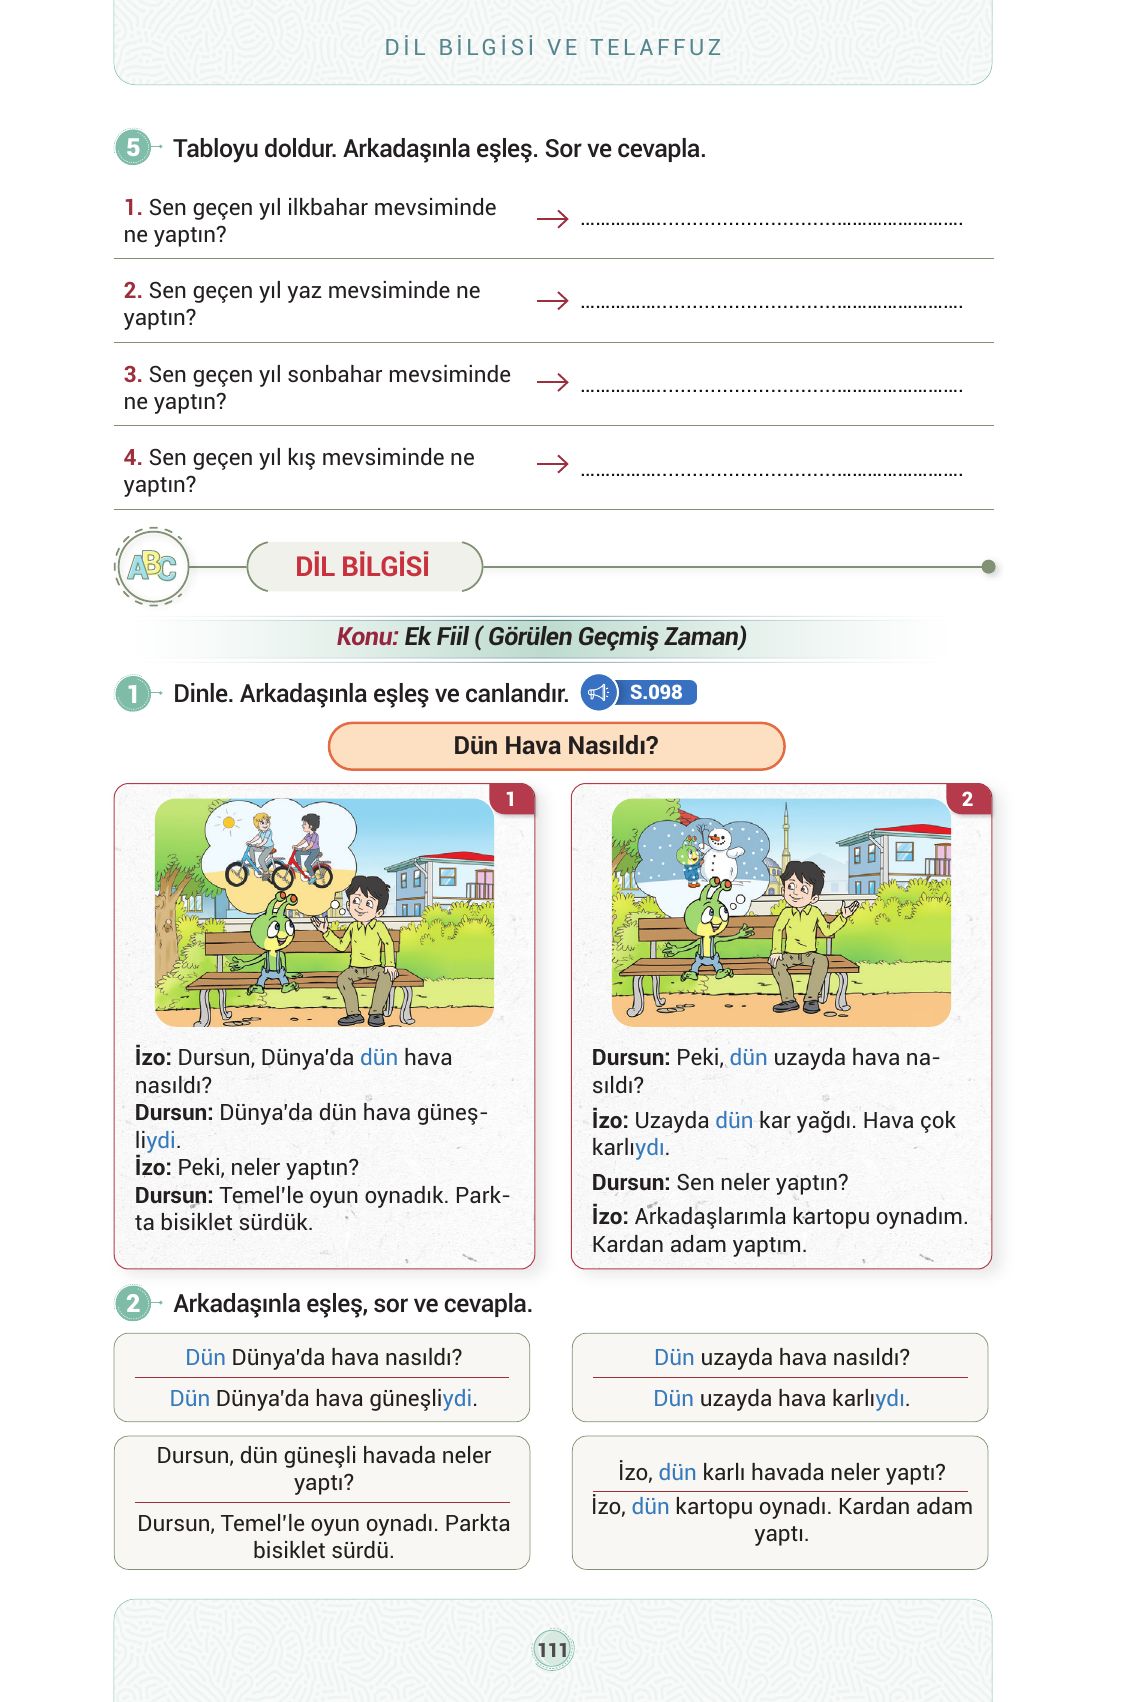 DİL BİLGİSİ VE TELAFFUZ
5 Tabloyu doldur. Arkadaşınla eşleş. Sor ve cevapla.
1. Sen geçen yıl ilkbahar mevsiminde
ne yaptın?
2. Sen geçen yıl yaz mevsiminde ne
yaptın?
3. Sen geçen yıl sonbahar mevsiminde
ne yaptın?
4. Sen geçen yıl kış mevsiminde ne
yaptın?
ABC
DİL BİLGİSİ
Konu: Ek Fiil ( Görülen Geçmiş Zaman)
1 Dinle. Arkadaşınla eşleş ve canlandır. S.098
Dün Hava Nasıldı?
1
İzo: Dursun, Dünya'da dün hava
nasıldı?
Dursun: Dünya'da dün hava güneş-
liydi.
İzo: Peki, neler yaptın?
Dursun: Temel'le oyun oynadık. Park-
ta bisiklet sürdük.
2
Dursun: Peki, dün uzayda hava na-
sıldı?
İzo: Uzayda dün kar yağdı. Hava çok
karlıydı.
Dursun: Sen neler yaptın?
İzo: Arkadaşlarımla kartopu oynadım.
Kardan adam yaptım.
2 Arkadaşınla eşleş, sor ve cevapla.
Dün Dünya'da hava nasıldı?
Dün Dünya'da hava güneşliydi.
Dün uzayda hava nasıldı?
Dün uzayda hava karlıydı.
Dursun, dün güneşli havada neler
yaptı?
Dursun, Temel'le oyun oynadı. Parkta
bisiklet sürdü.
İzo, dün karlı havada neler yaptı?
İzo, dün kartopu oynadı. Kardan adam
yaptı.
111